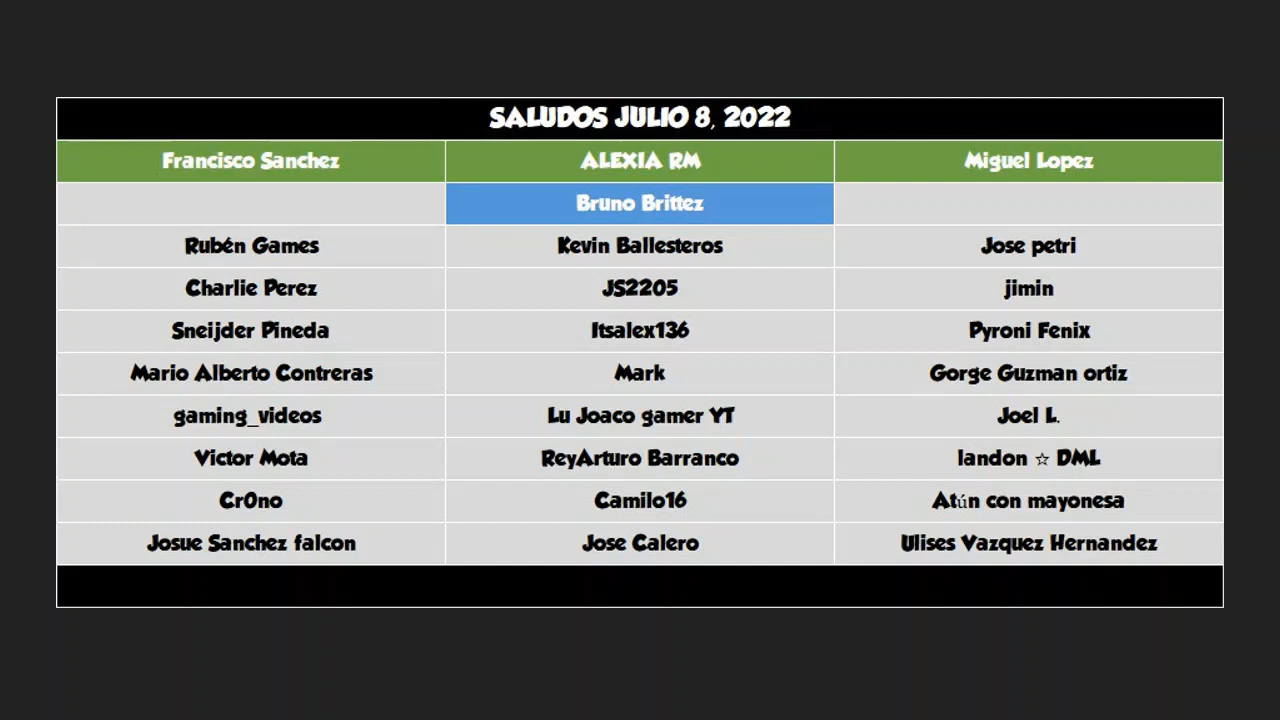 SALUDOS JULIO 8, 2022
Francisco Sanchez ALEXIA RM Miguel Lopez
Bruno Brittez
Rubén Games Kevin Ballesteros Jose petri
Charlie Perez JS2205 jimin
Sneijder Pineda Itsalex136 Pyroni Fenix
Mario Alberto Contreras Mark Gorge Guzman ortiz
gaming_videos Lu Joaco gamer YT Joel L.
Victor Mota ReyArturo Barranco landon ☆ DML
Cr0no Camilo16 Atún con mayonesa
Josue Sanchez falcon Jose Calero Ulises Vazquez Hernandez